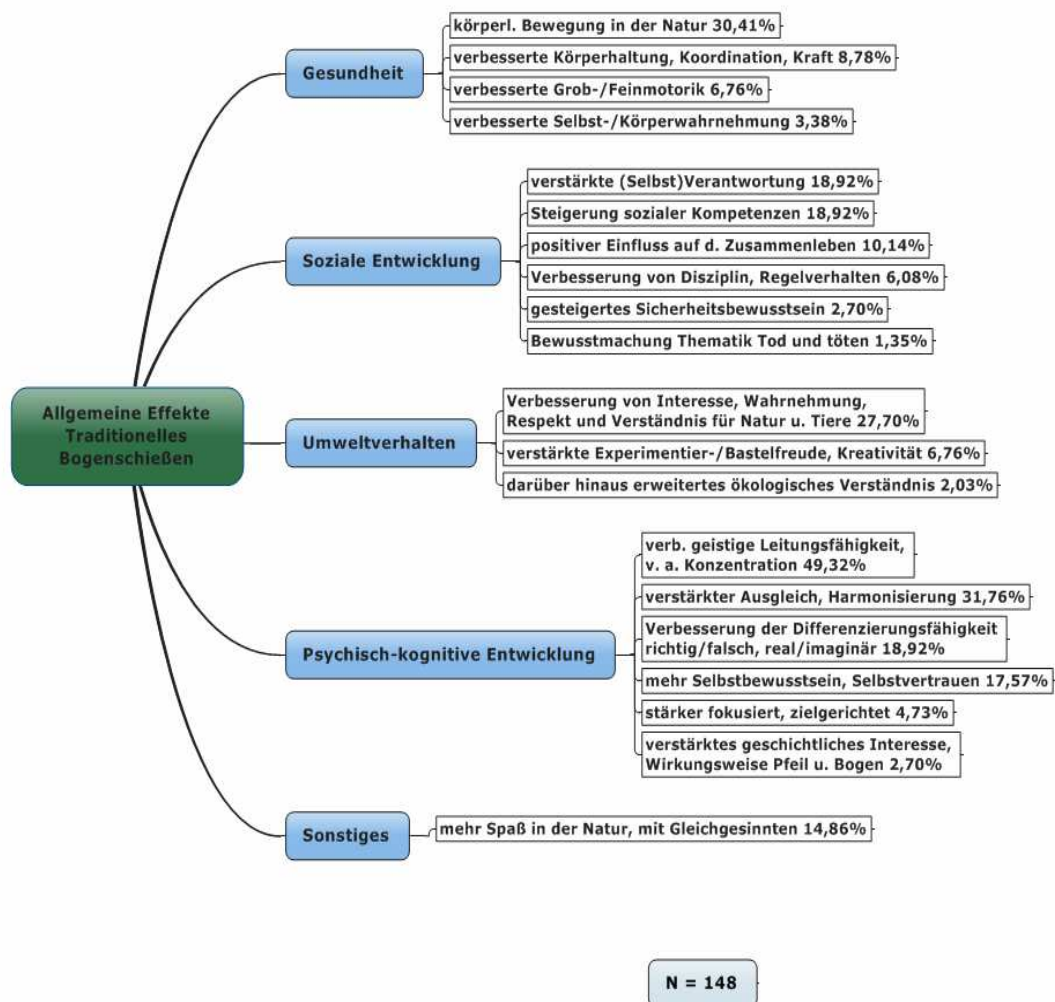 Allgemeine Effekte
Traditionelles
Bogenschießen
Gesundheit
körperl. Bewegung in der Natur 30,41%
verbesserte Körperhaltung, Koordination, Kraft 8,78%
verbesserte Grob-/Feinmotorik 6,76%
verbesserte Selbst-/Körperwahrnehmung 3,38%
Soziale Entwicklung
verstärkte (Selbst)Verantwortung 18,92%
Steigerung sozialer Kompetenzen 18,92%
positiver Einfluss auf d. Zusammenleben 10,14%
Verbesserung von Disziplin, Regelverhalten 6,08%
gesteigertes Sicherheitsbewusstsein 2,70%
Bewusstmachung Thematik Tod und töten 1,35%
Umweltverhalten
Verbesserung von Interesse, Wahrnehmung,
Respekt und Verständnis für Natur u. Tiere 27,70%
verstärkte Experimentier-/Bastelfreude, Kreativität 6,76%
darüber hinaus erweitertes ökologisches Verständnis 2,03%
Psychisch-kognitive Entwicklung
verb. geistige Leitungsfähigkeit,
v. a. Konzentration 49,32%
verstärkter Ausgleich, Harmonisierung 31,76%
Verbesserung der Differenzierungsfähigkeit
richtig/falsch, real/imaginär 18,92%
mehr Selbstbewusstsein, Selbstvertrauen 17,57%
stärker fokusiert, zielgerichtet 4,73%
verstärktes geschichtliches Interesse,
Wirkungsweise Pfeil u. Bogen 2,70%
Sonstiges
mehr Spaß in der Natur, mit Gleichgesinnten 14,86%
N = 148